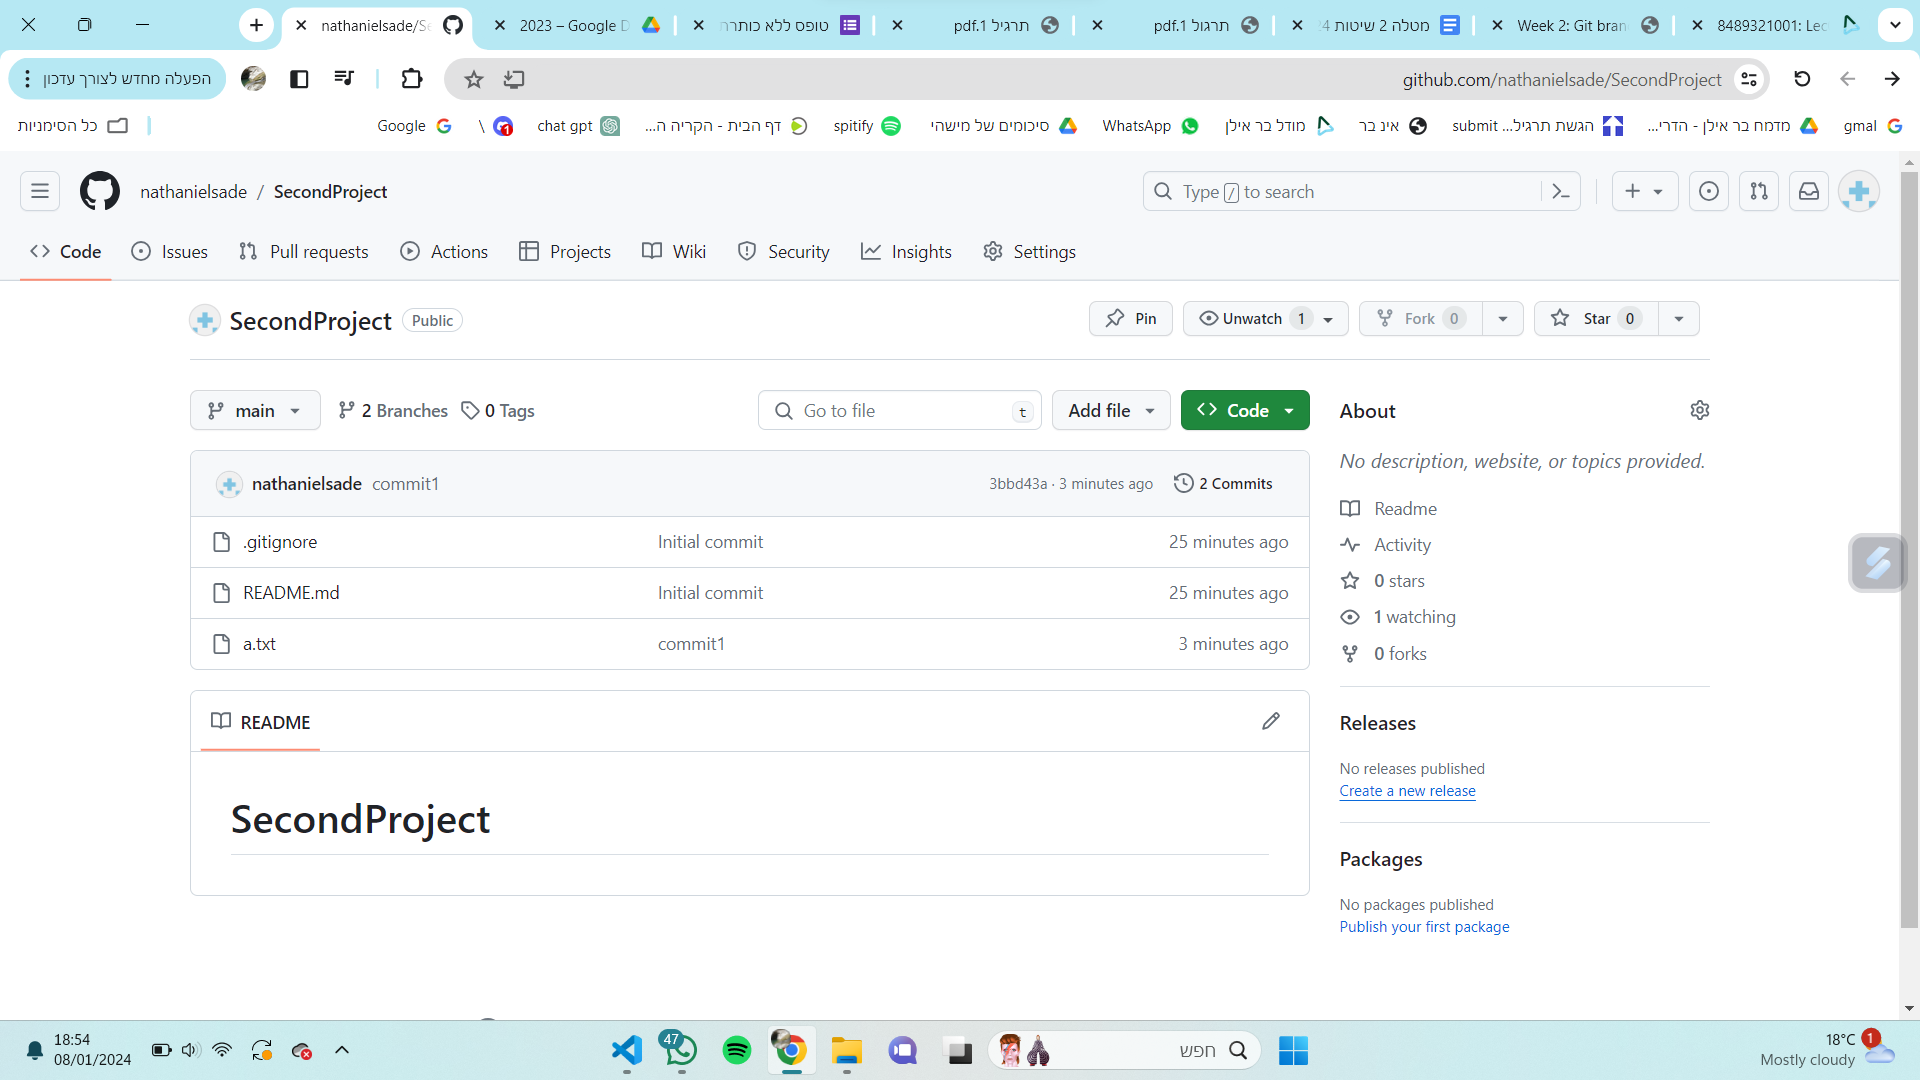 nathanielsade/Se
2023 – Google D
טופס ללא כותרת
תרגיל 1.pdf
תרגול 1.pdf
מטלה 2 שיטות
Week 2: Git bran
8489321001: Lec
הפעלה מחדש לצורך עדכון
github.com/nathanielsade/SecondProject
כל הסימניות
Google
\
1
chat gpt
דף הבית - הקריה ה...
spitify
סיכומים של מישהי
WhatsApp
מודל בר אילן
אינ בר
submit הגשת תרגיל...
מדמח בר אילן - הדרי...
gmal
nathanielsade / SecondProject
Type / to search
Code
Issues
Pull requests
Actions
Projects
Wiki
Security
Insights
Settings
SecondProject
Public
Pin
Unwatch 1
Fork 0
Star 0
main
2 Branches
0 Tags
Go to file
t
Add file
Code
nathanielsade commit1
3bbd43a · 3 minutes ago
2 Commits
.gitignore
Initial commit
25 minutes ago
README.md
Initial commit
25 minutes ago
a.txt
commit1
3 minutes ago
README
SecondProject
About
No description, website, or topics provided.
Readme
Activity
0 stars
1 watching
0 forks
Releases
No releases published
Create a new release
Packages
No packages published
Publish your first package
18:54
08/01/2024
47
חפש
18°C
Mostly cloudy
1